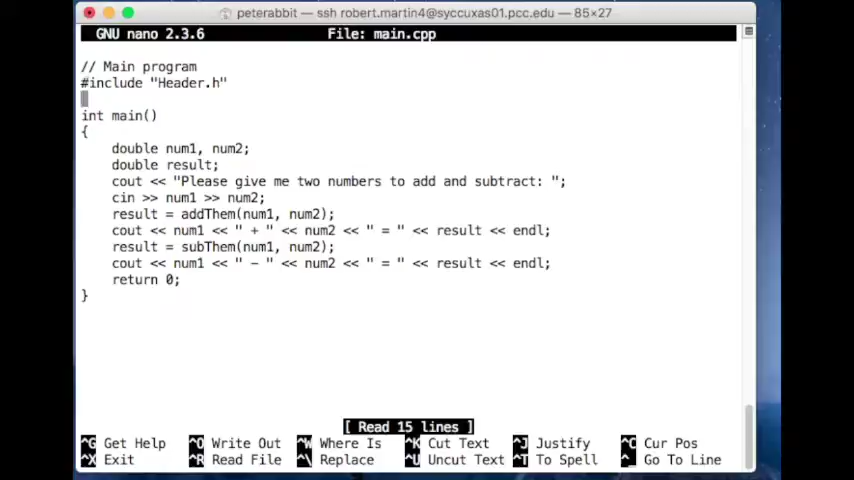 peterabbit — ssh robert.martin4@syccuxas01.pcc.edu — 85×27
GNU nano 2.3.6 File: main.cpp
// Main program
#include "Header.h"
int main()
{
double num1, num2;
double result;
cout << "Please give me two numbers to add and subtract: ";
cin >> num1 >> num2;
result = addThem(num1, num2);
cout << num1 << " + " << num2 << " = " << result << endl;
result = subThem(num1, num2);
cout << num1 << " - " << num2 << " = " << result << endl;
return 0;
}
[ Read 15 lines ]
^G Get Help ^O Write Out ^W Where Is ^K Cut Text ^J Justify ^C Cur Pos
^X Exit ^R Read File ^\ Replace ^U Uncut Text ^T To Spell ^_ Go To Line